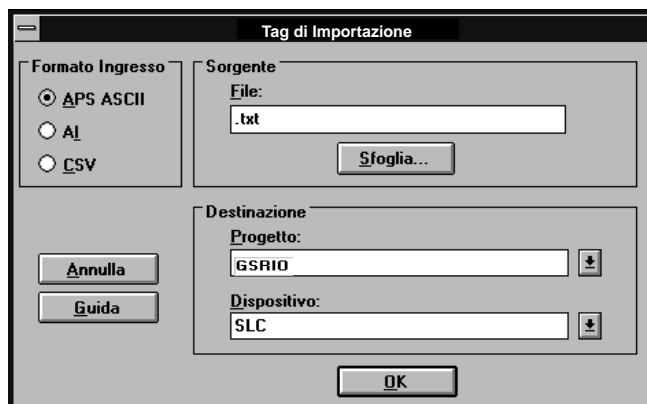 Tag di Importazione
Formato Ingresso
APS ASCII
AI
CSV
Sorgente
File:
.txt
Sfoglia...
Destinazione
Progetto:
GSRIO
Dispositivo:
SLC
Annulla
Guida
OK